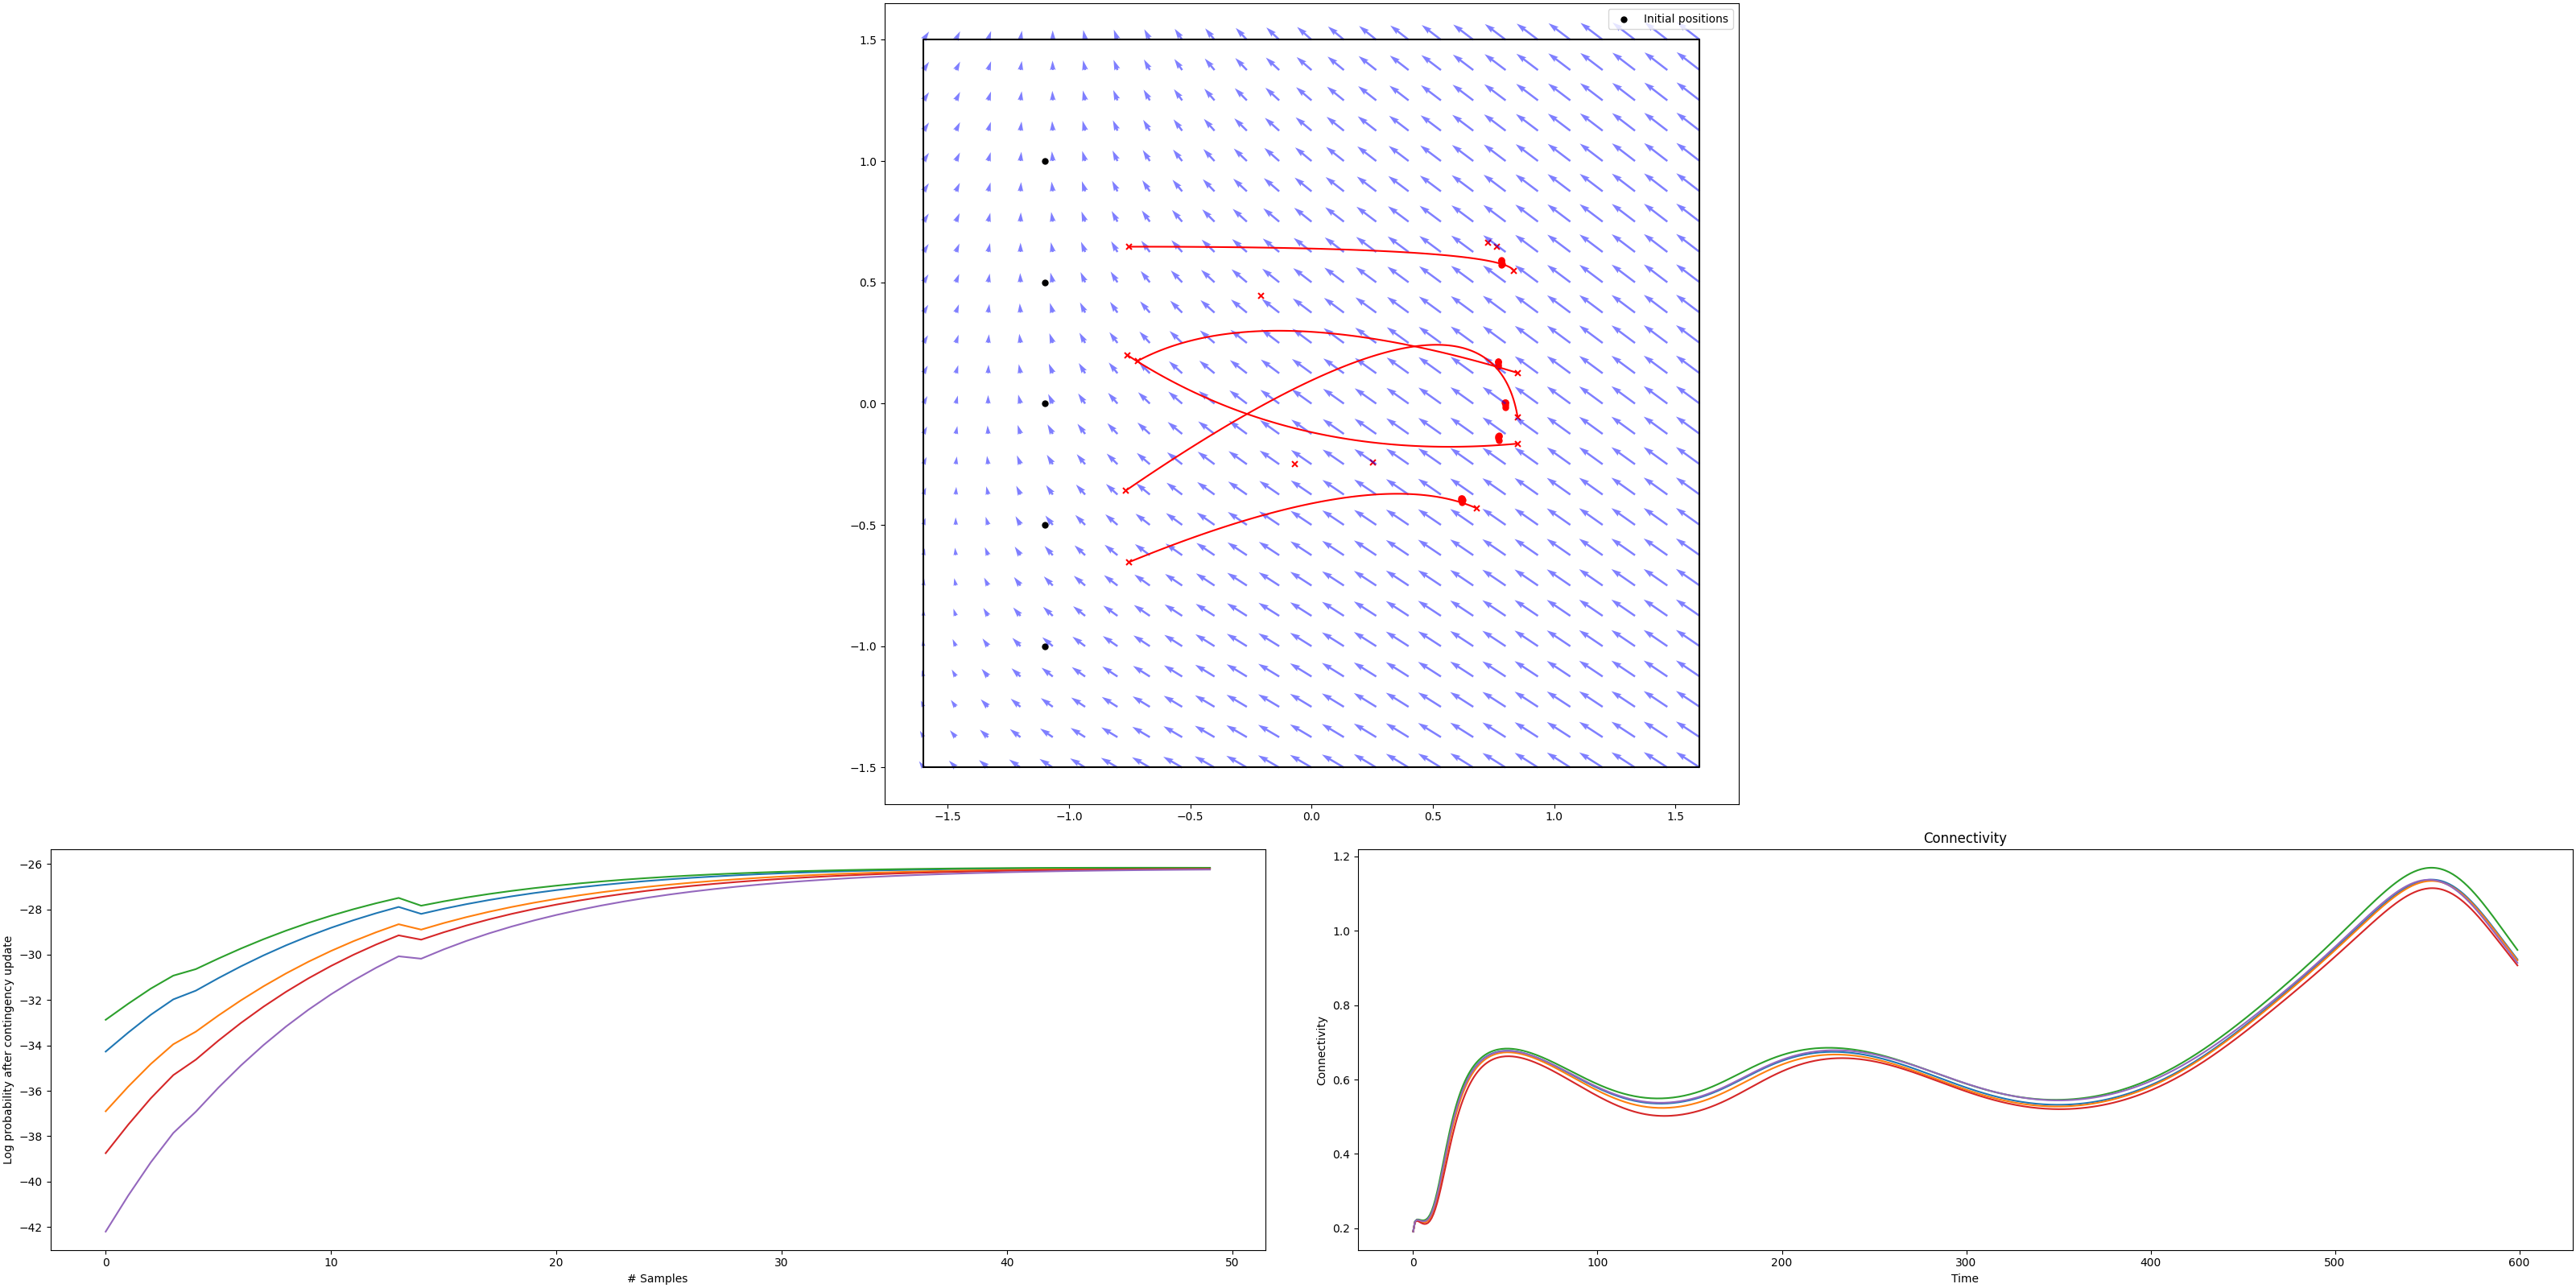 Initial positions
1.5
1.0
0.5
0.0
−0.5
−1.0
−1.5
−1.5 −1.0 −0.5 0.0 0.5 1.0 1.5
Log probability after contingency update
−26
−28
−30
−32
−34
−36
−38
−40
−42
0 10 20 30 40 50
# Samples
Connectivity
Connectivity
1.2
1.0
0.8
0.6
0.4
0.2
0 100 200 300 400 500 600
Time